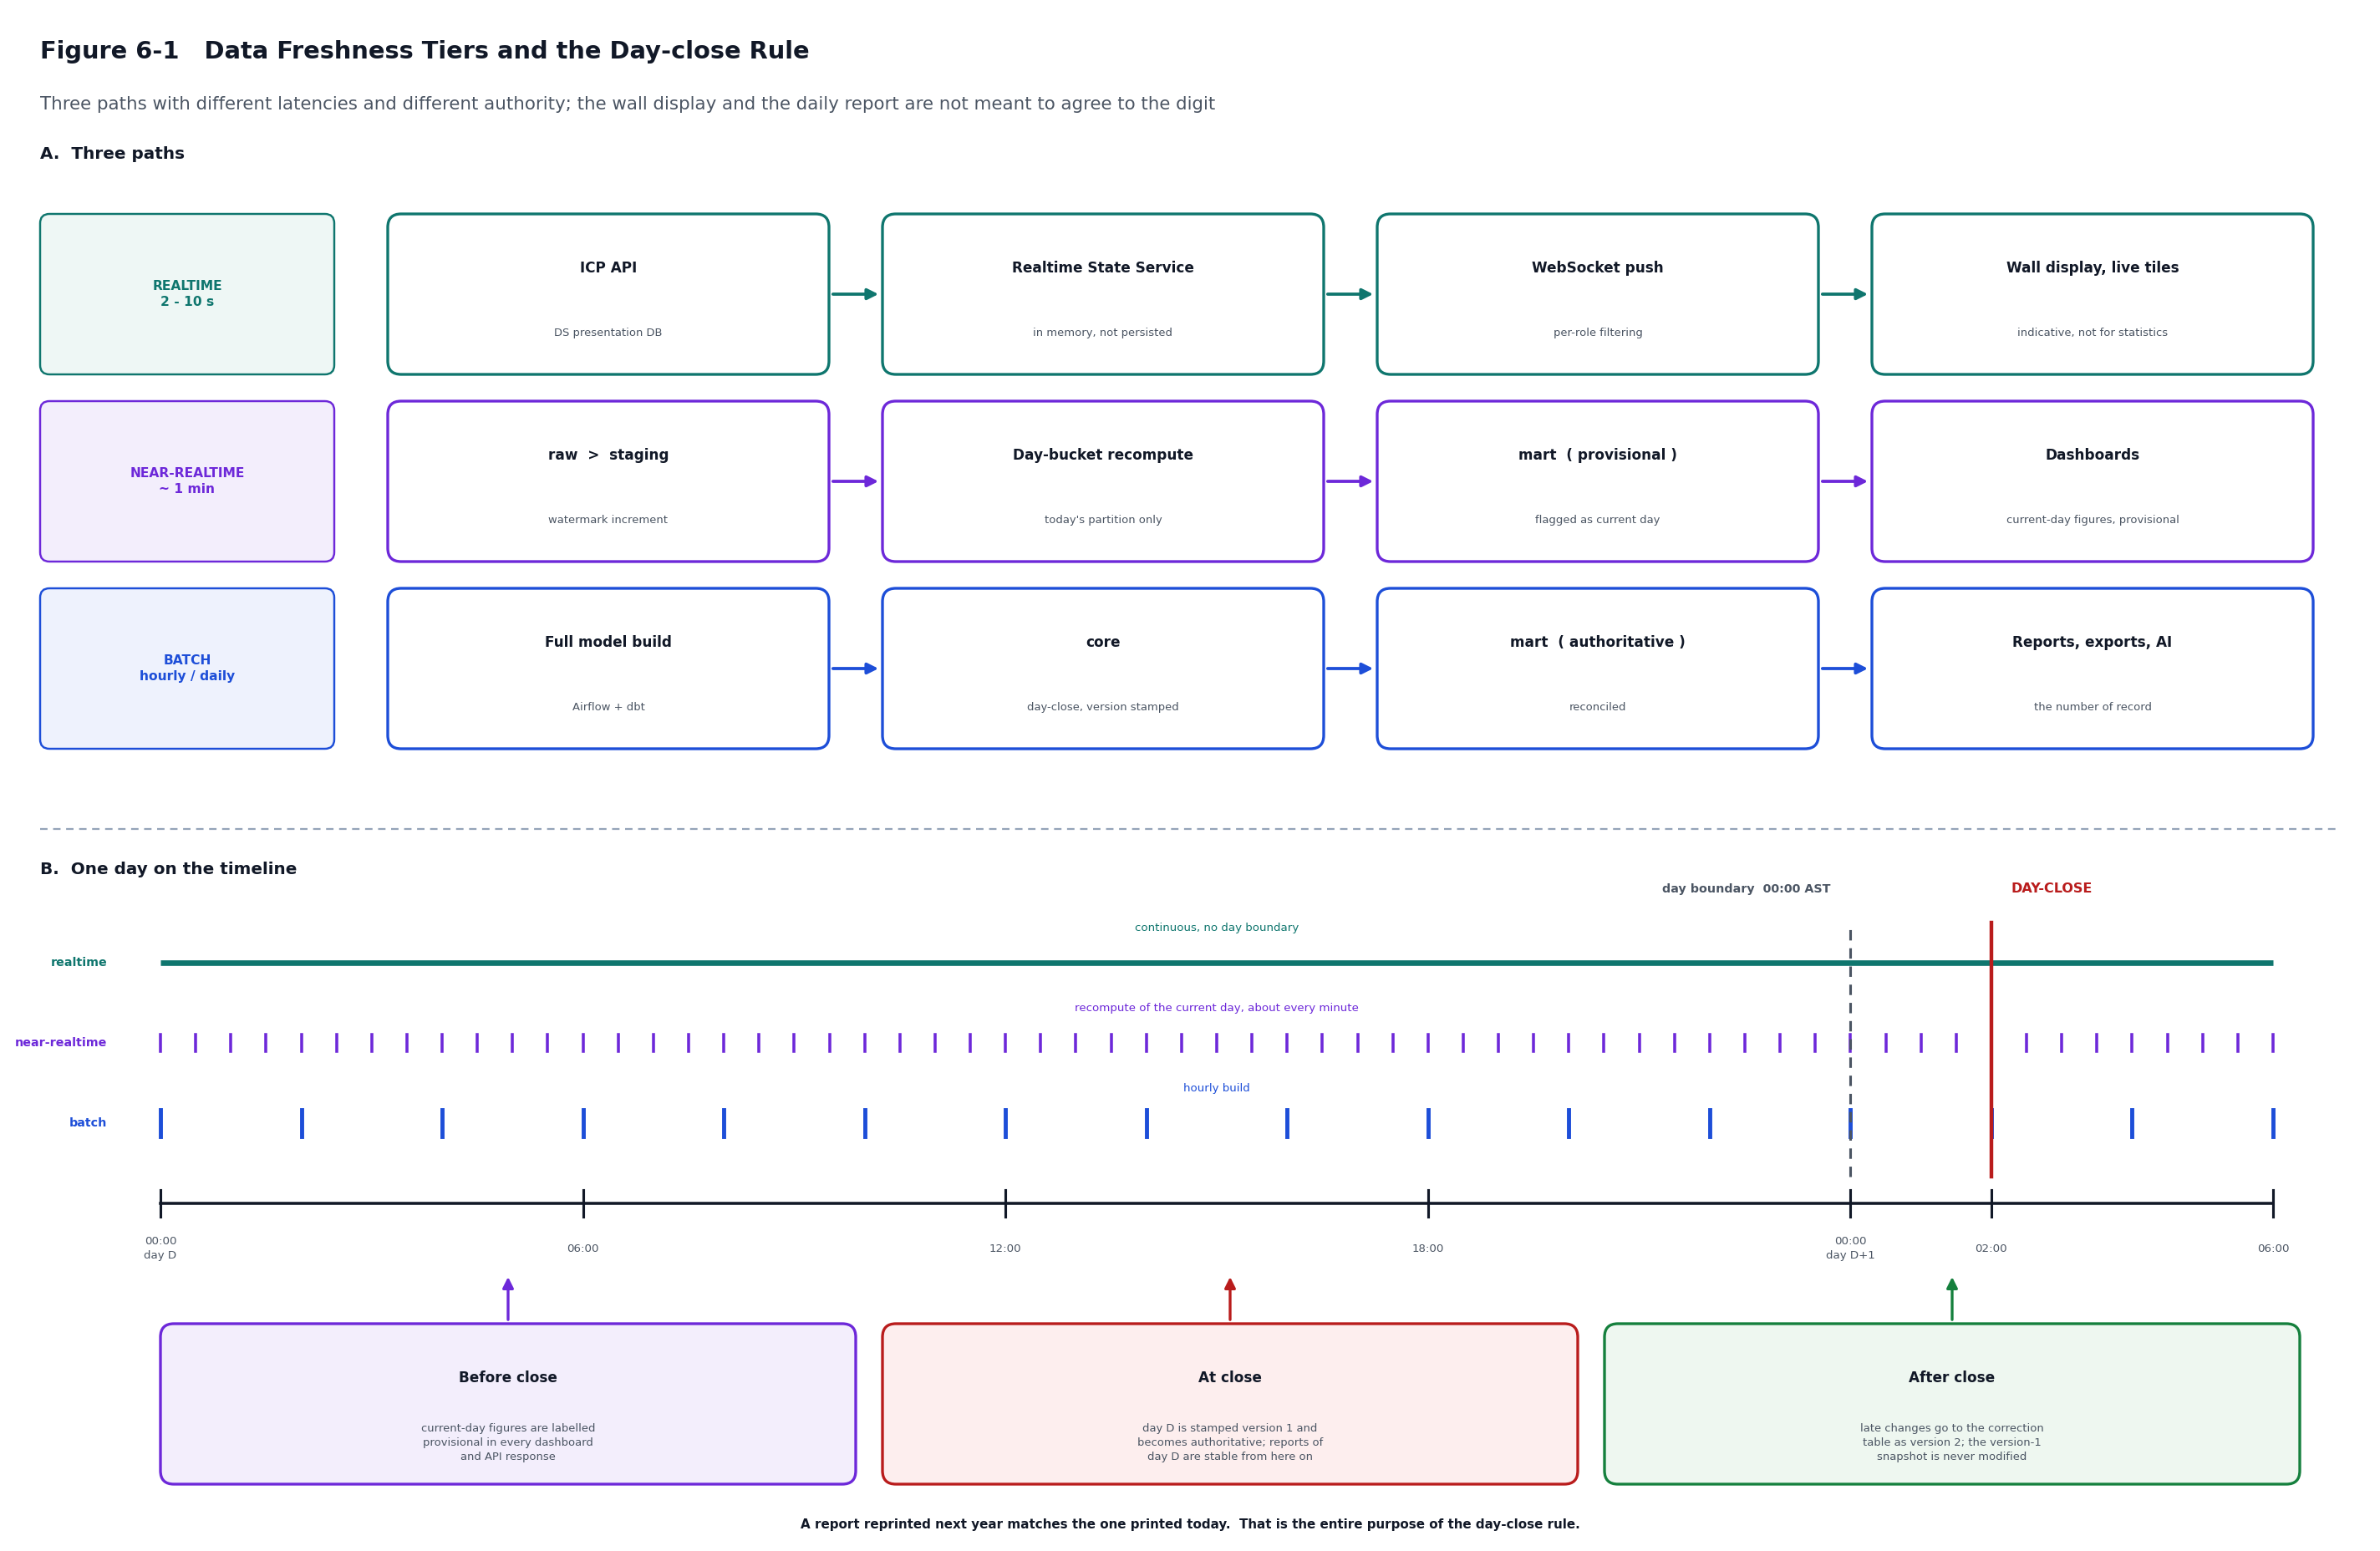 Figure 6-1   Data Freshness Tiers and the Day-close Rule
Three paths with different latencies and different authority; the wall display and the daily report are not meant to agree to the digit
A.  Three paths
REALTIME
2 - 10 s
ICP API
DS presentation DB
Realtime State Service
in memory, not persisted
WebSocket push
per-role filtering
Wall display, live tiles
indicative, not for statistics
NEAR-REALTIME
~ 1 min
raw  >  staging
watermark increment
Day-bucket recompute
today's partition only
mart  ( provisional )
flagged as current day
Dashboards
current-day figures, provisional
BATCH
hourly / daily
Full model build
Airflow + dbt
core
day-close, version stamped
mart  ( authoritative )
reconciled
Reports, exports, AI
the number of record
B.  One day on the timeline
day boundary  00:00 AST
DAY-CLOSE
continuous, no day boundary
realtime
recompute of the current day, about every minute
near-realtime
hourly build
batch
00:00
day D
06:00
12:00
18:00
00:00
day D+1
02:00
06:00
Before close
current-day figures are labelled
provisional in every dashboard
and API response
At close
day D is stamped version 1 and
becomes authoritative; reports of
day D are stable from here on
After close
late changes go to the correction
table as version 2; the version-1
snapshot is never modified
A report reprinted next year matches the one printed today.  That is the entire purpose of the day-close rule.